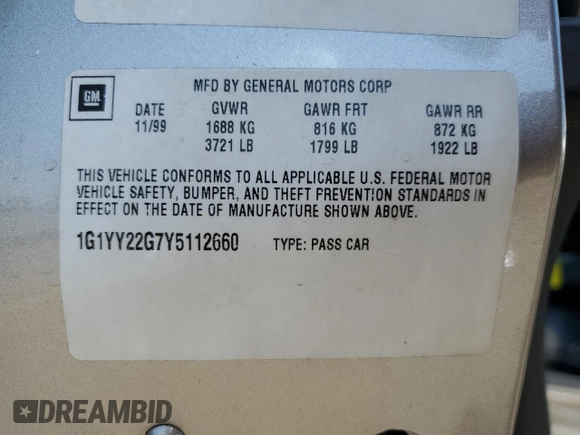 GM
MFD BY GENERAL MOTORS CORP
DATE GVWR GAWR FRT GAWR RR
11/99 1688 KG 816 KG 872 KG
3721 LB 1799 LB 1922 LB
THIS VEHICLE CONFORMS TO ALL APPLICABLE U.S. FEDERAL MOTOR
VEHICLE SAFETY, BUMPER, AND THEFT PREVENTION STANDARDS IN
EFFECT ON THE DATE OF MANUFACTURE SHOWN ABOVE.
1G1YY22G7Y5112660 TYPE: PASS CAR
DREAMBID